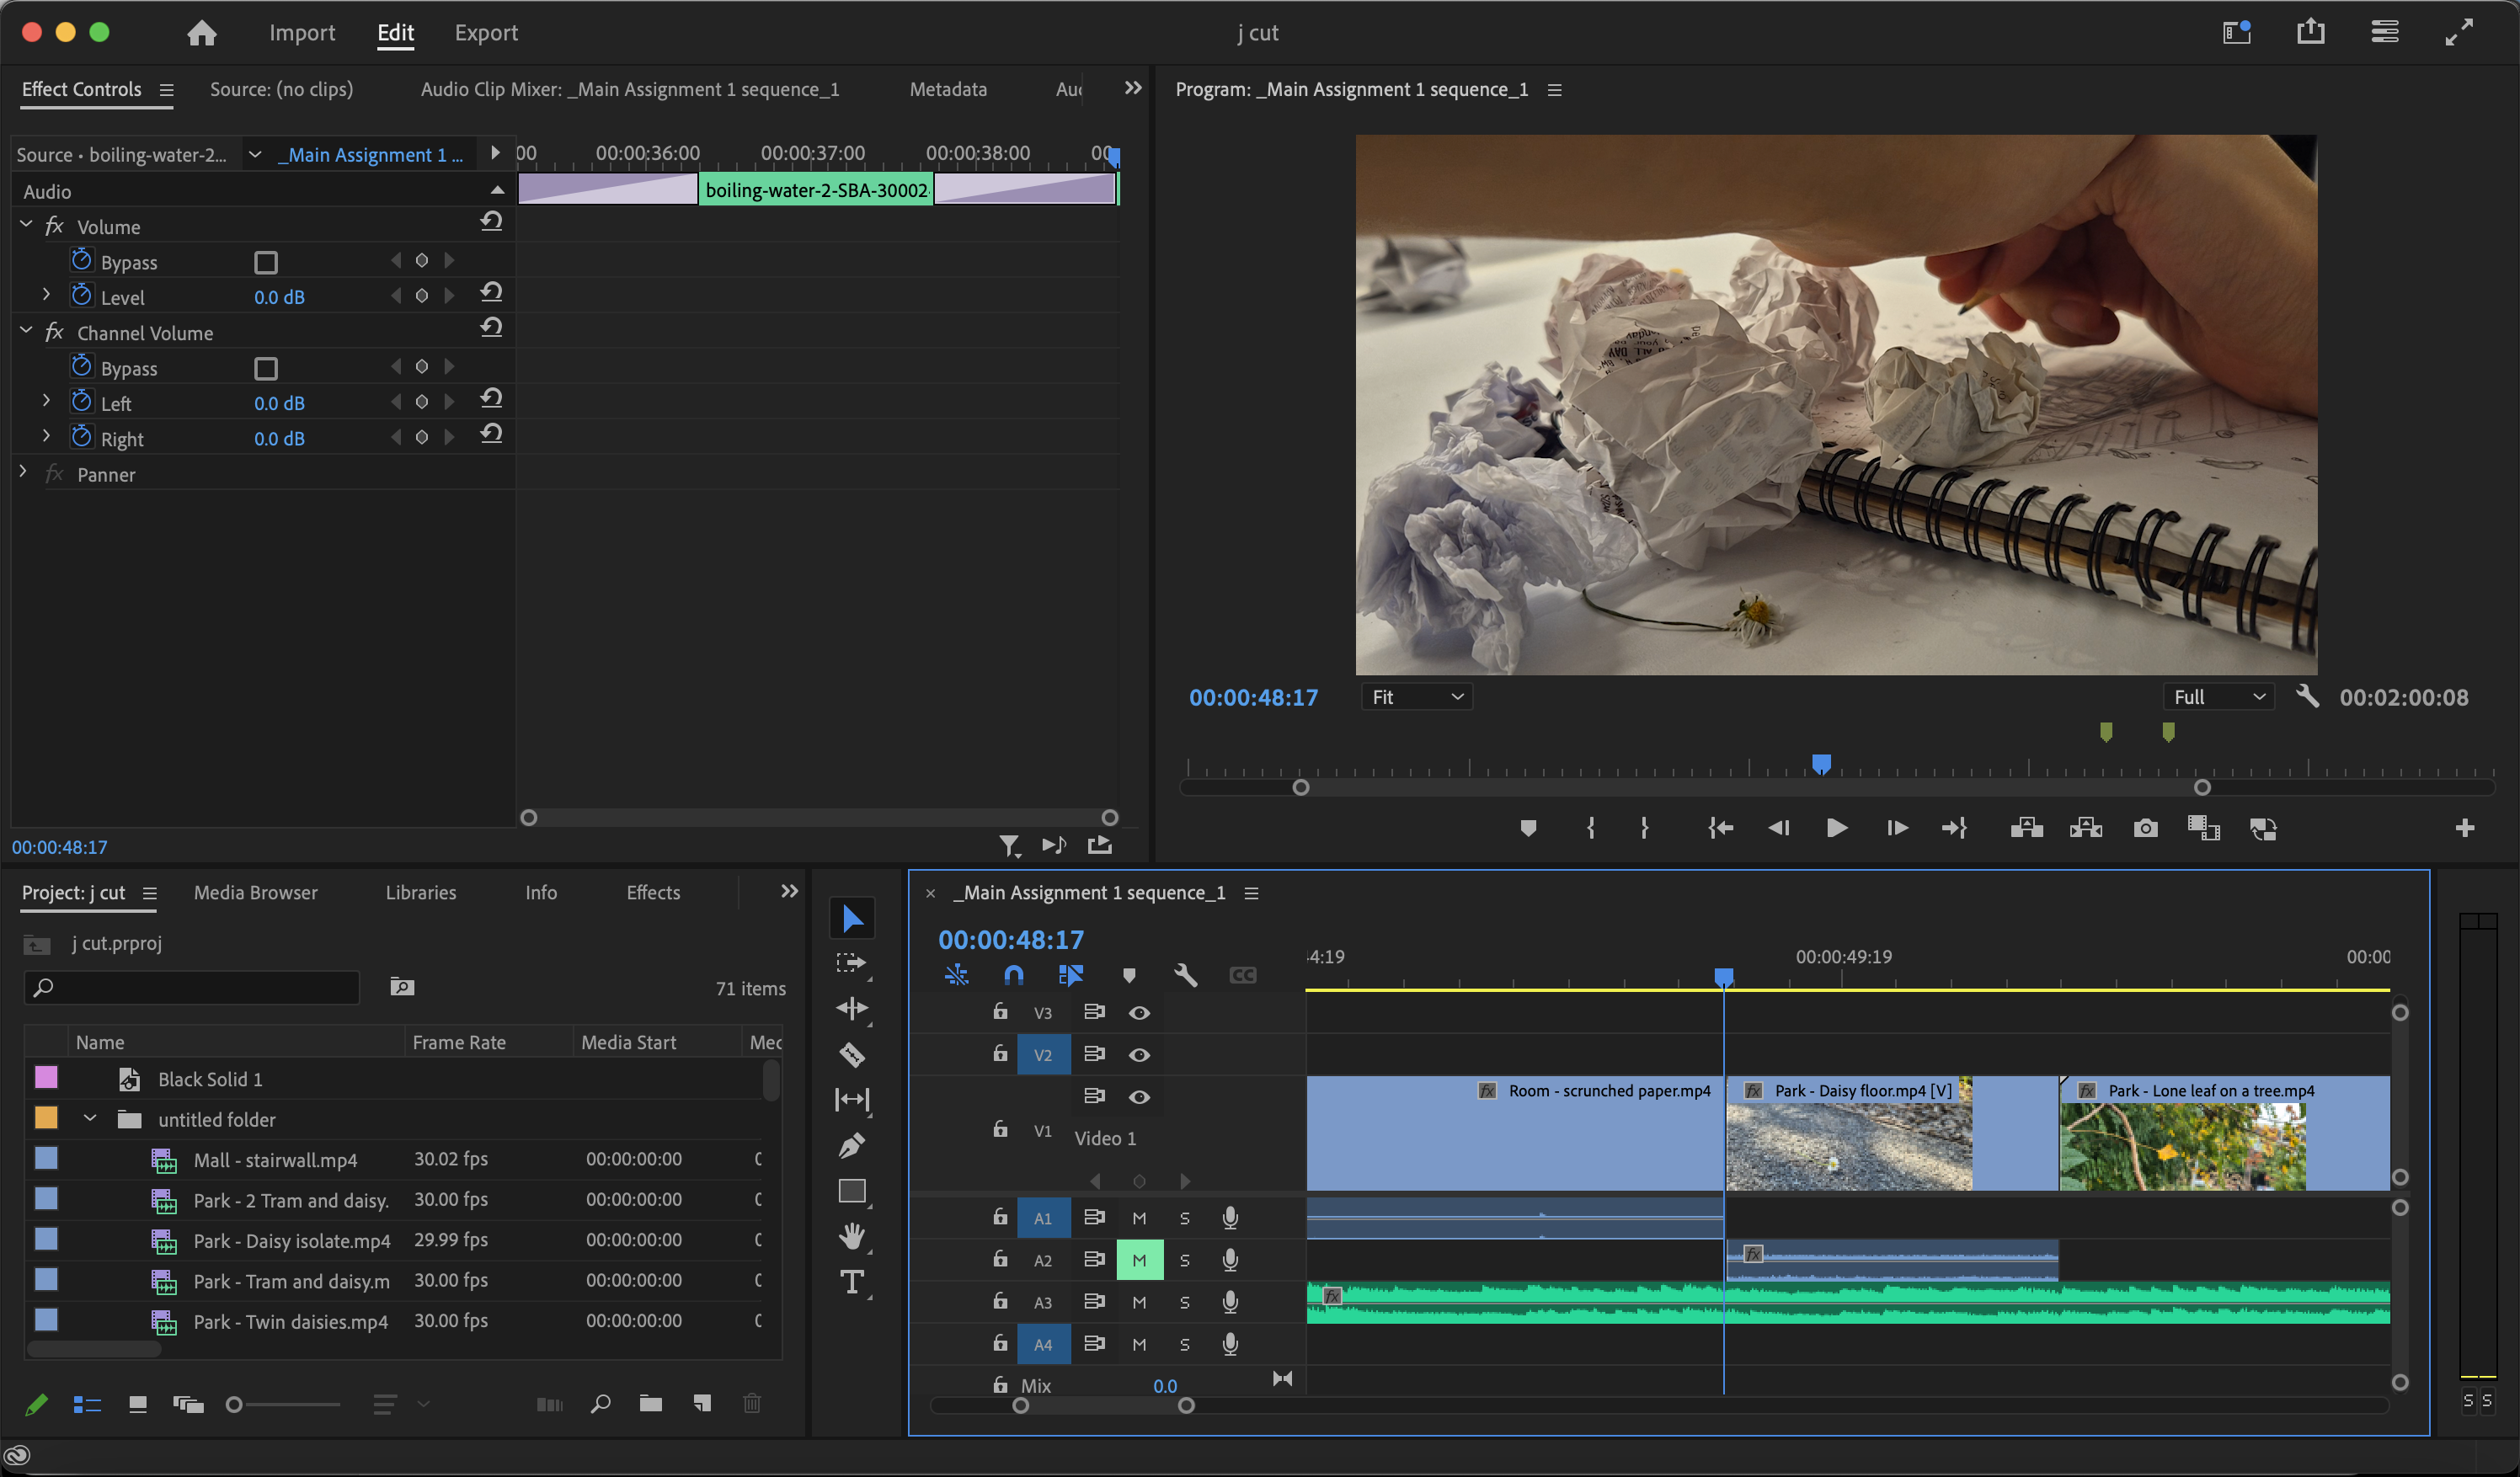 Import
Edit
Export
j cut
Effect Controls
Source: (no clips)
Audio Clip Mixer: _Main Assignment 1 sequence_1
Metadata
Program: _Main Assignment 1 sequence_1
Source • boiling-water-2...
_Main Assignment 1 ...
00:00:36:00
00:00:37:00
00:00:38:00
Audio
boiling-water-2-SBA-30002
fx Volume
Bypass
Level 0.0 dB
fx Channel Volume
Bypass
Left 0.0 dB
Right 0.0 dB
fx Panner
00:00:48:17
Fit
Full
00:02:00:08
00:00:48:17
Project: j cut
Media Browser
Libraries
Info
Effects
j cut.prproj
71 items
Name
Frame Rate
Media Start
Black Solid 1
untitled folder
Mall - stairwall.mp4 30.02 fps 00:00:00:00
Park - 2 Tram and daisy. 30.00 fps 00:00:00:00
Park - Daisy isolate.mp4 29.99 fps 00:00:00:00
Park - Tram and daisy.m 30.00 fps 00:00:00:00
Park - Twin daisies.mp4 30.00 fps 00:00:00:00
_Main Assignment 1 sequence_1
00:00:48:17
4:19
00:00:49:19
00:00
CC
V3
V2
V1 Video 1
fx Room - scrunched paper.mp4
fx Park - Daisy floor.mp4 [V]
fx Park - Lone leaf on a tree.mp4
A1 M S
A2 M S fx
A3 M S fx
A4 M S
Mix 0.0
S S